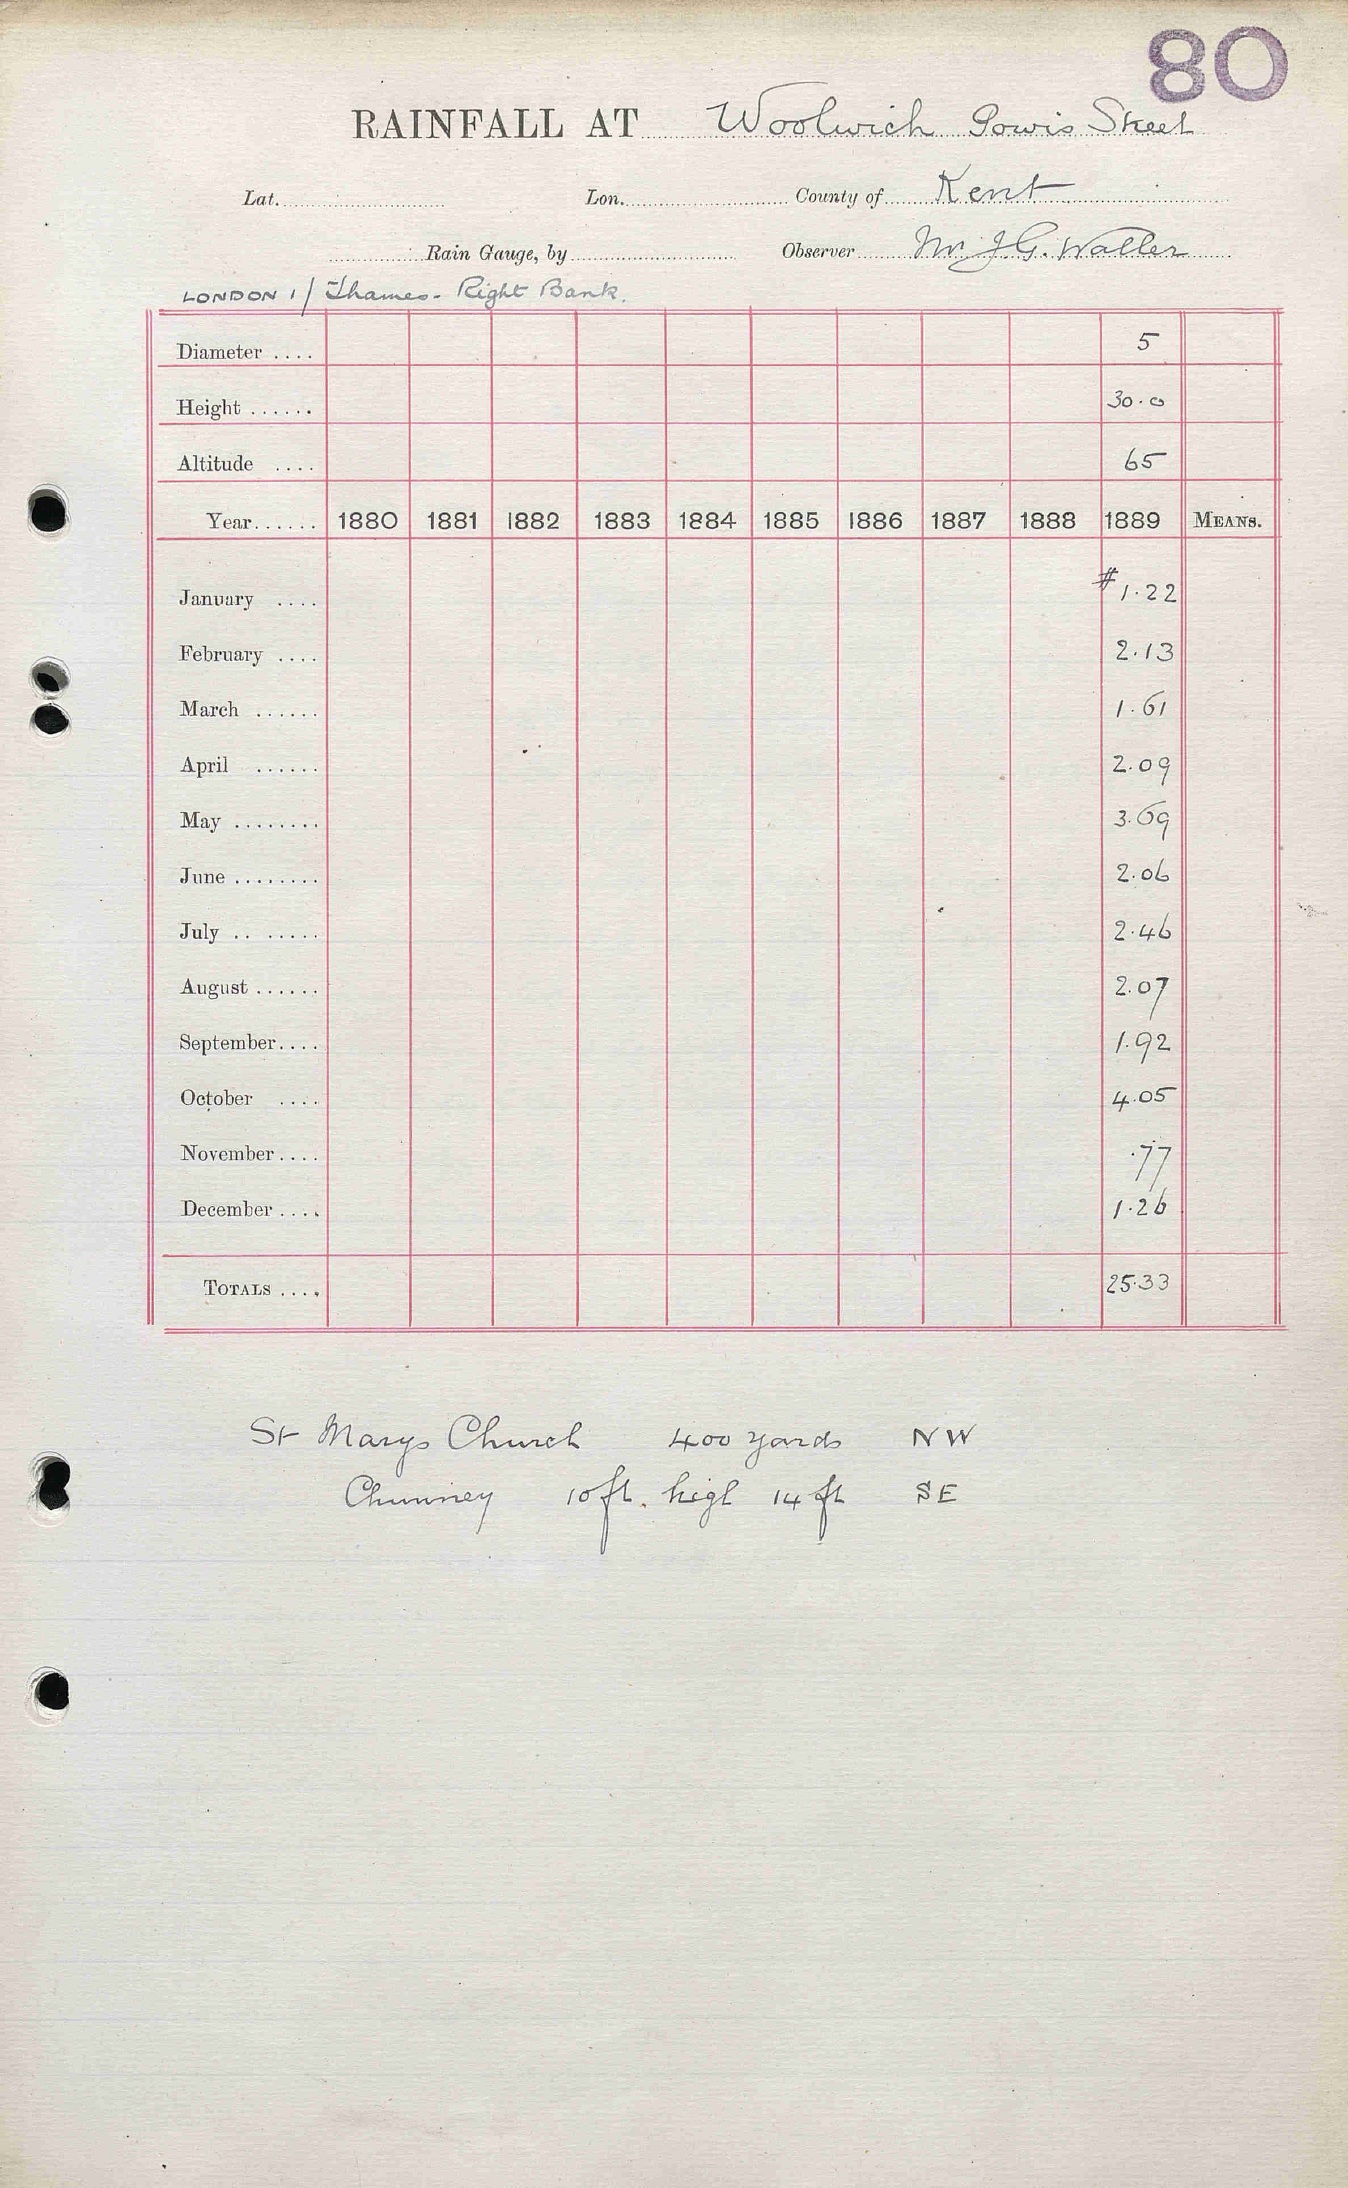 80
RAINFALL AT Woolwich Powis Street
Lat. Lon. County of Kent
Rain Gauge, by Observer Mr. J. G. Waller
LONDON 1/ Thames - Right Bank.
Diameter .... 5
Height ...... 30.0
Altitude .... 65
Year...... 1880 1881 1882 1883 1884 1885 1886 1887 1888 1889 MEANS.
January .... # 1.22
February .... 2.13
March ...... 1.61
April ...... 2.09
May ........ 3.69
June ........ 2.06
July .. ..... 2.46
August ...... 2.07
September.... 1.92
October .... 4.05
November.... .77
December .... 1.26
TOTALS .... 25.33
St Marys Church 400 yards NW
Chimney 10 ft. high 14 ft SE